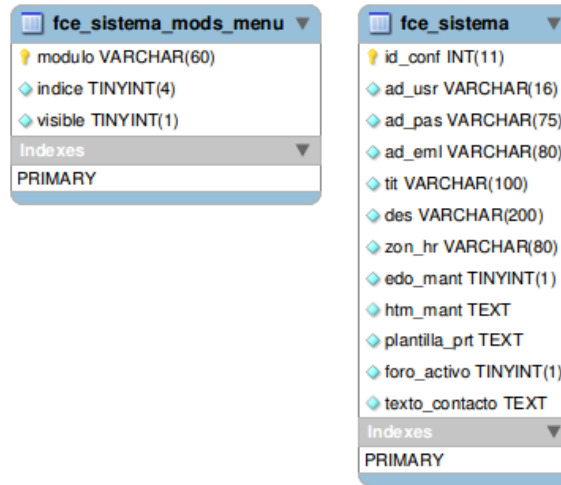 fce_sistema_mods_menu
modulo VARCHAR(60)
indice TINYINT(4)
visible TINYINT(1)
Indexes
PRIMARY
fce_sistema
id_conf INT(11)
ad_usr VARCHAR(16)
ad_pas VARCHAR(75)
ad_eml VARCHAR(80)
tit VARCHAR(100)
des VARCHAR(200)
zon_hr VARCHAR(80)
edo_mant TINYINT(1)
htm_mant TEXT
plantilla_prt TEXT
foro_activo TINYINT(1)
texto_contacto TEXT
Indexes
PRIMARY